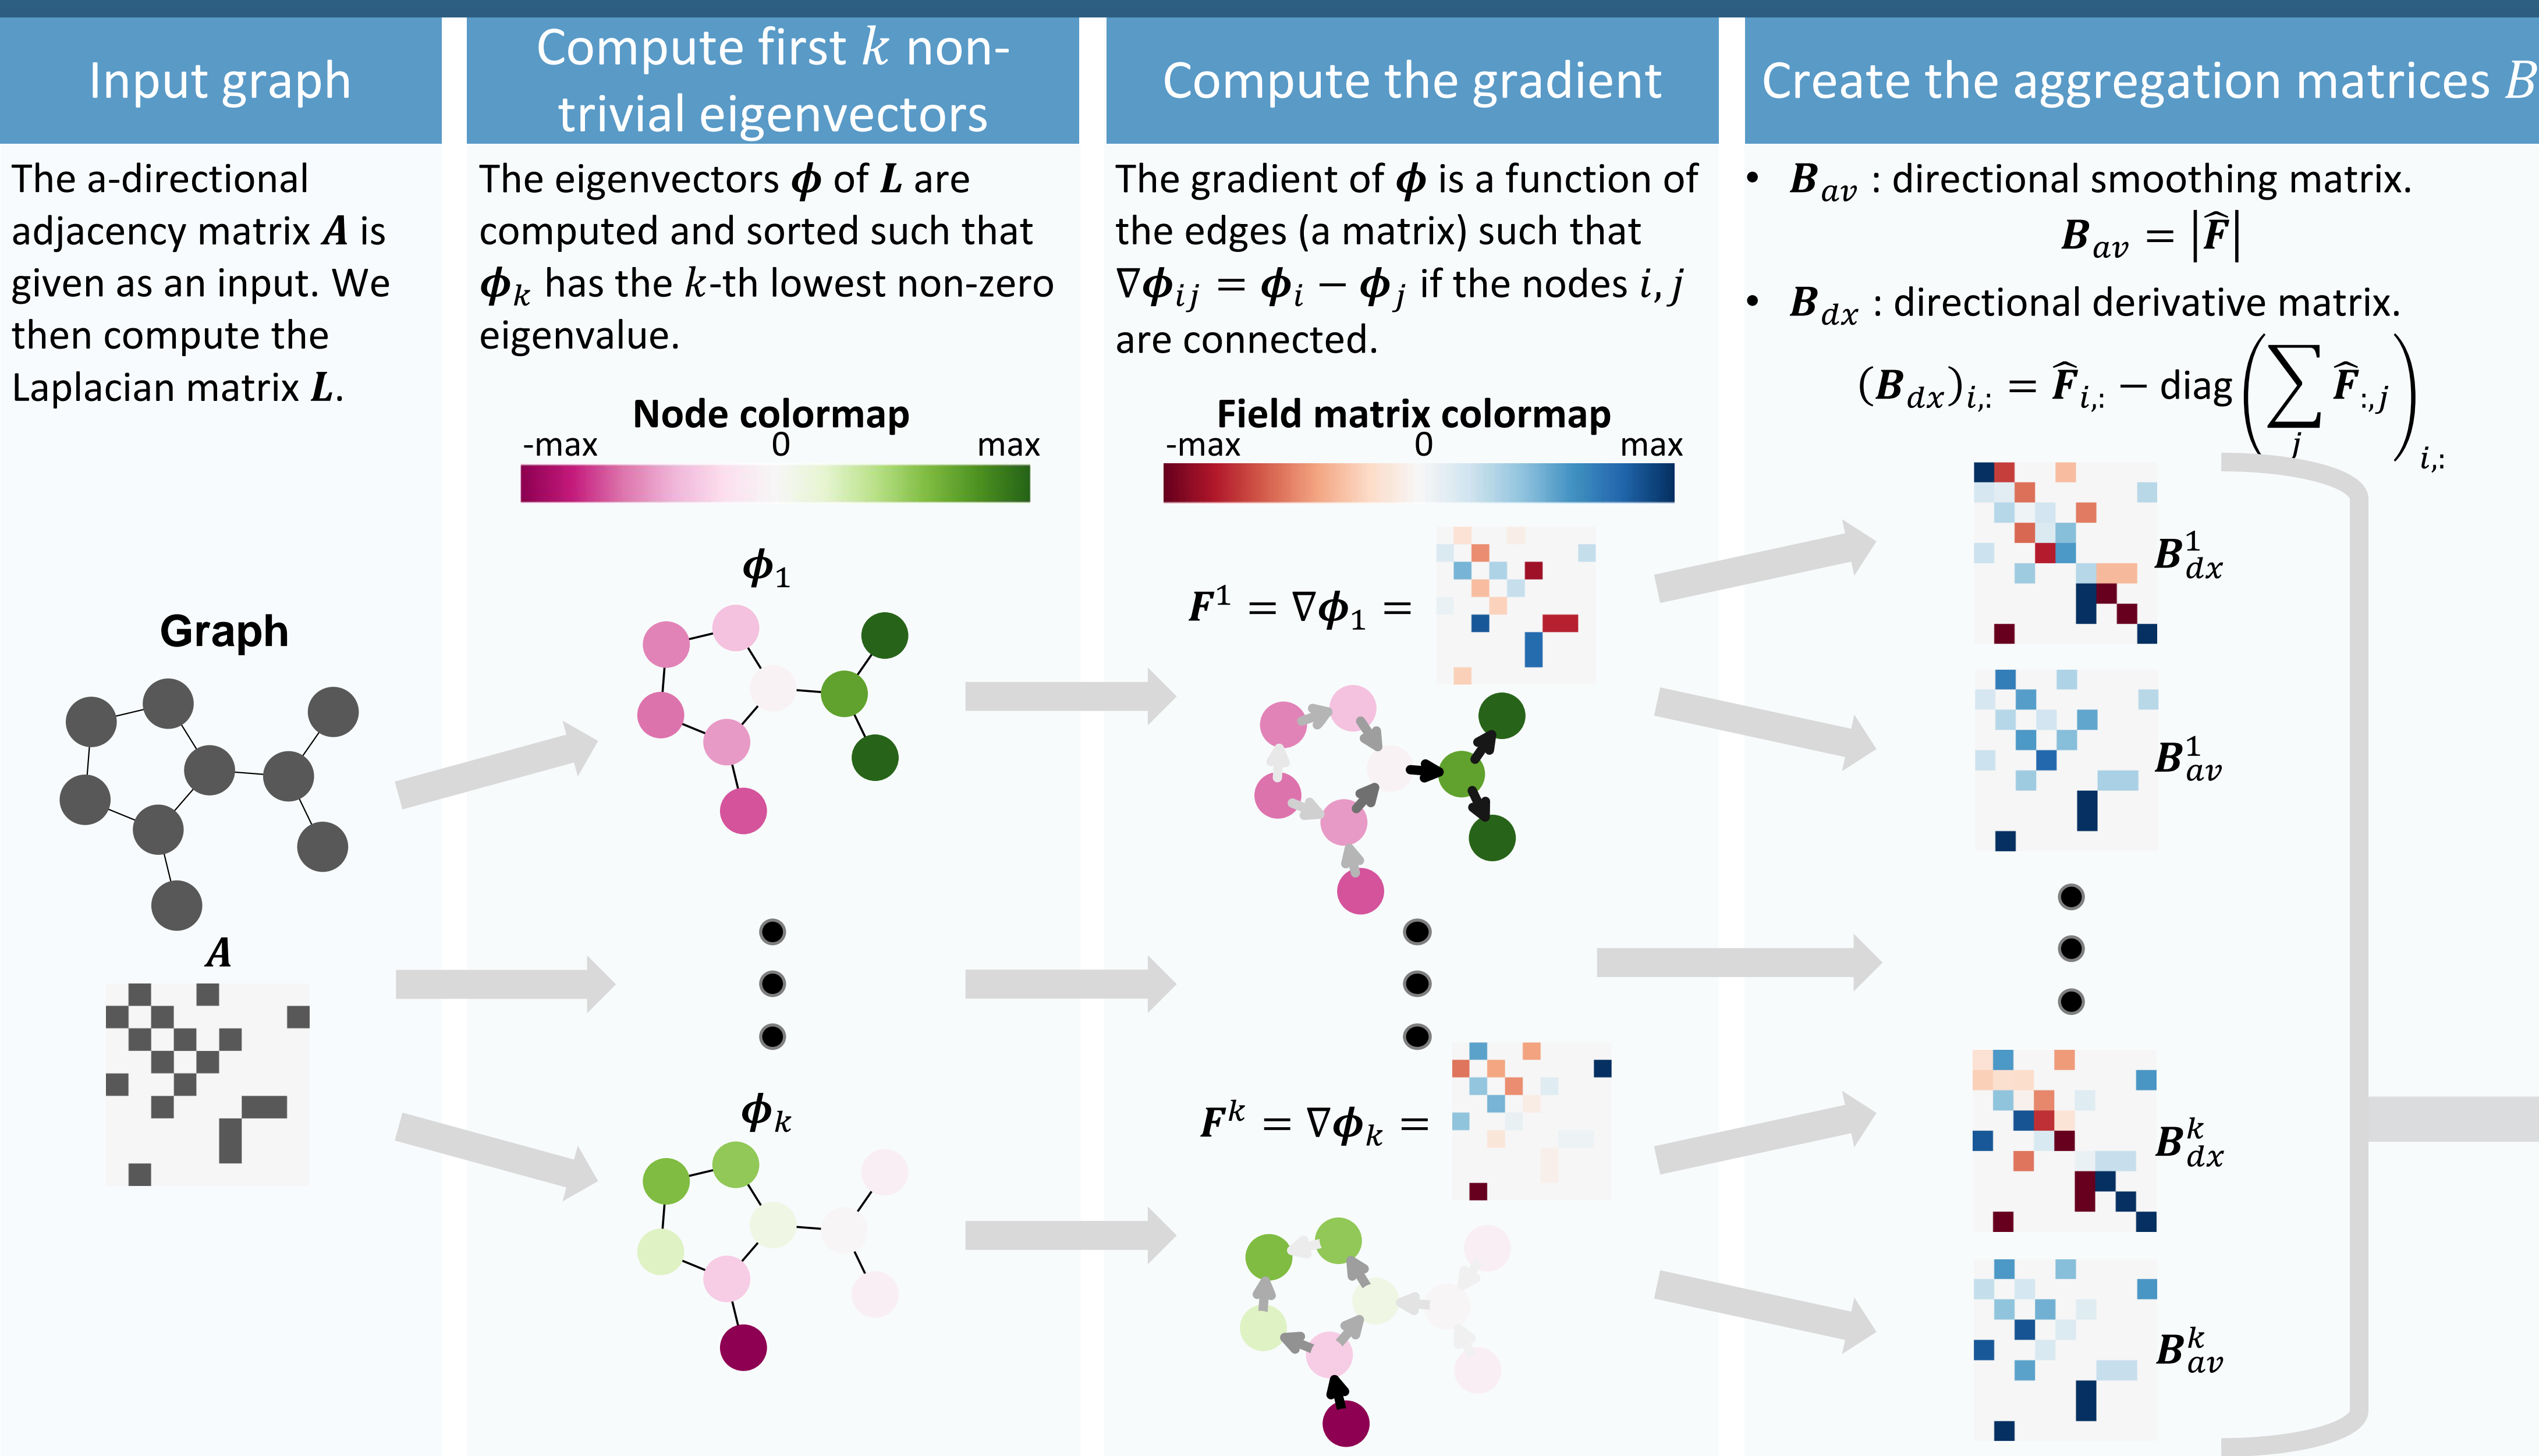 Input graph
The a-directional
adjacency matrix A is
given as an input. We
then compute the
Laplacian matrix L.
Graph
A
Compute first k non-
trivial eigenvectors
The eigenvectors ϕ of L are
computed and sorted such that
ϕ_k has the k-th lowest non-zero
eigenvalue.
Node colormap
-max 0 max
ϕ_1
ϕ_k
Compute the gradient
The gradient of ϕ is a function of
the edges (a matrix) such that
∇ϕ_ij = ϕ_i − ϕ_j if the nodes i, j
are connected.
Field matrix colormap
-max 0 max
F^1 = ∇ϕ_1 =
F^k = ∇ϕ_k =
Create the aggregation matrices B
• B_av : directional smoothing matrix.
B_av = |F̂|
• B_dx : directional derivative matrix.
(B_dx)_i,: = F̂_i,: − diag(∑_j F̂_:,j)_i,:
B^1_dx
B^1_av
B^k_dx
B^k_av